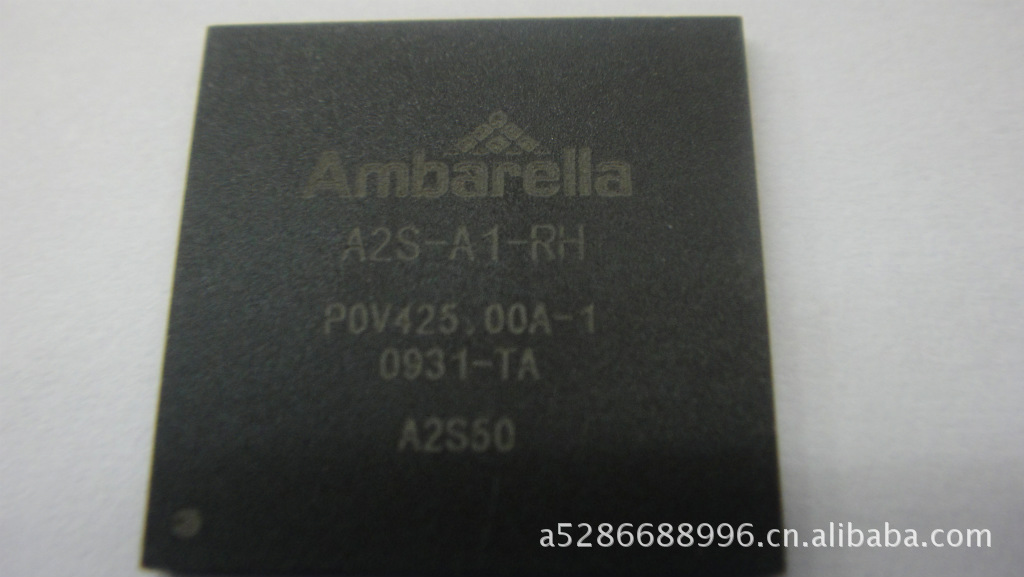 Ambarella
A2S-A1-RH
P0V425.00A-1
0931-TA
A2S50
a5286688996.cn.alibaba.com